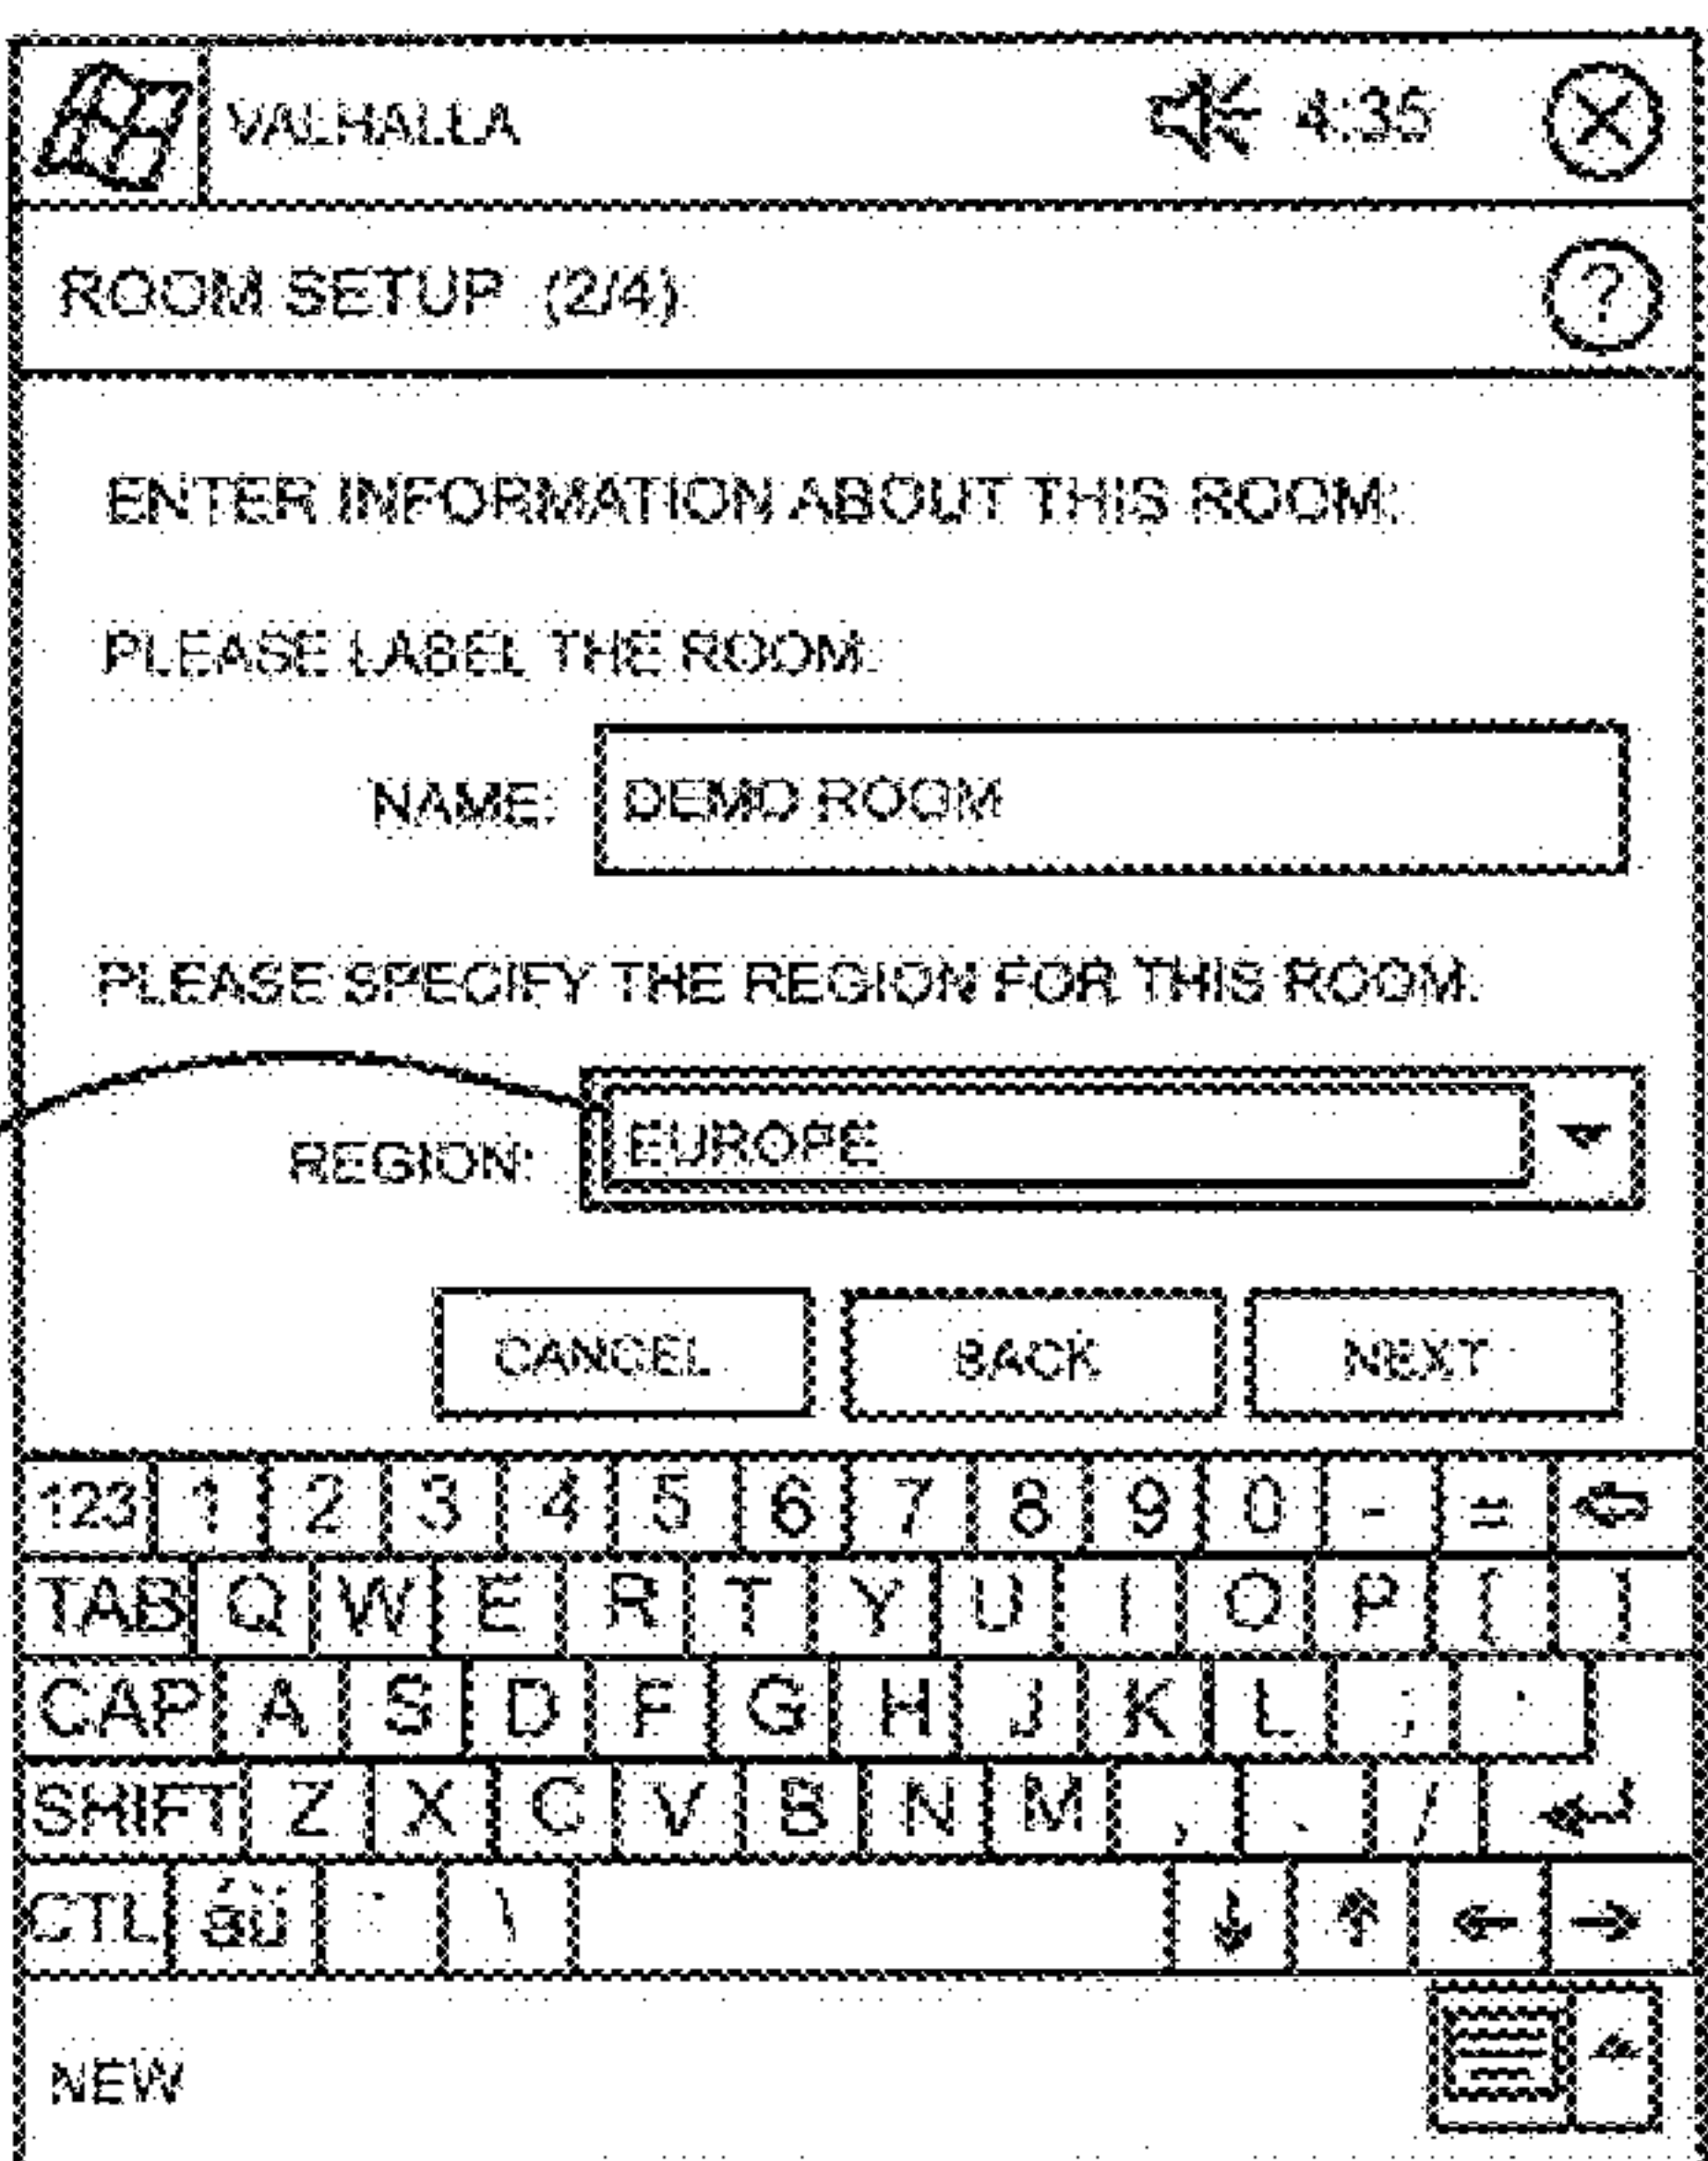 VALHALLA 4:35
ROOM SETUP (2/4) ?
ENTER INFORMATION ABOUT THIS ROOM:
PLEASE LABEL THE ROOM.
NAME: DEMO ROOM
PLEASE SPECIFY THE REGION FOR THIS ROOM.
REGION: EUROPE
CANCEL BACK NEXT
123 1 2 3 4 5 6 7 8 9 0 - =
TAB Q W E R T Y U I O P [ ]
CAP A S D F G H J K L ; '
SHIFT Z X C V B N M , . /
CTL áü ` \
NEW